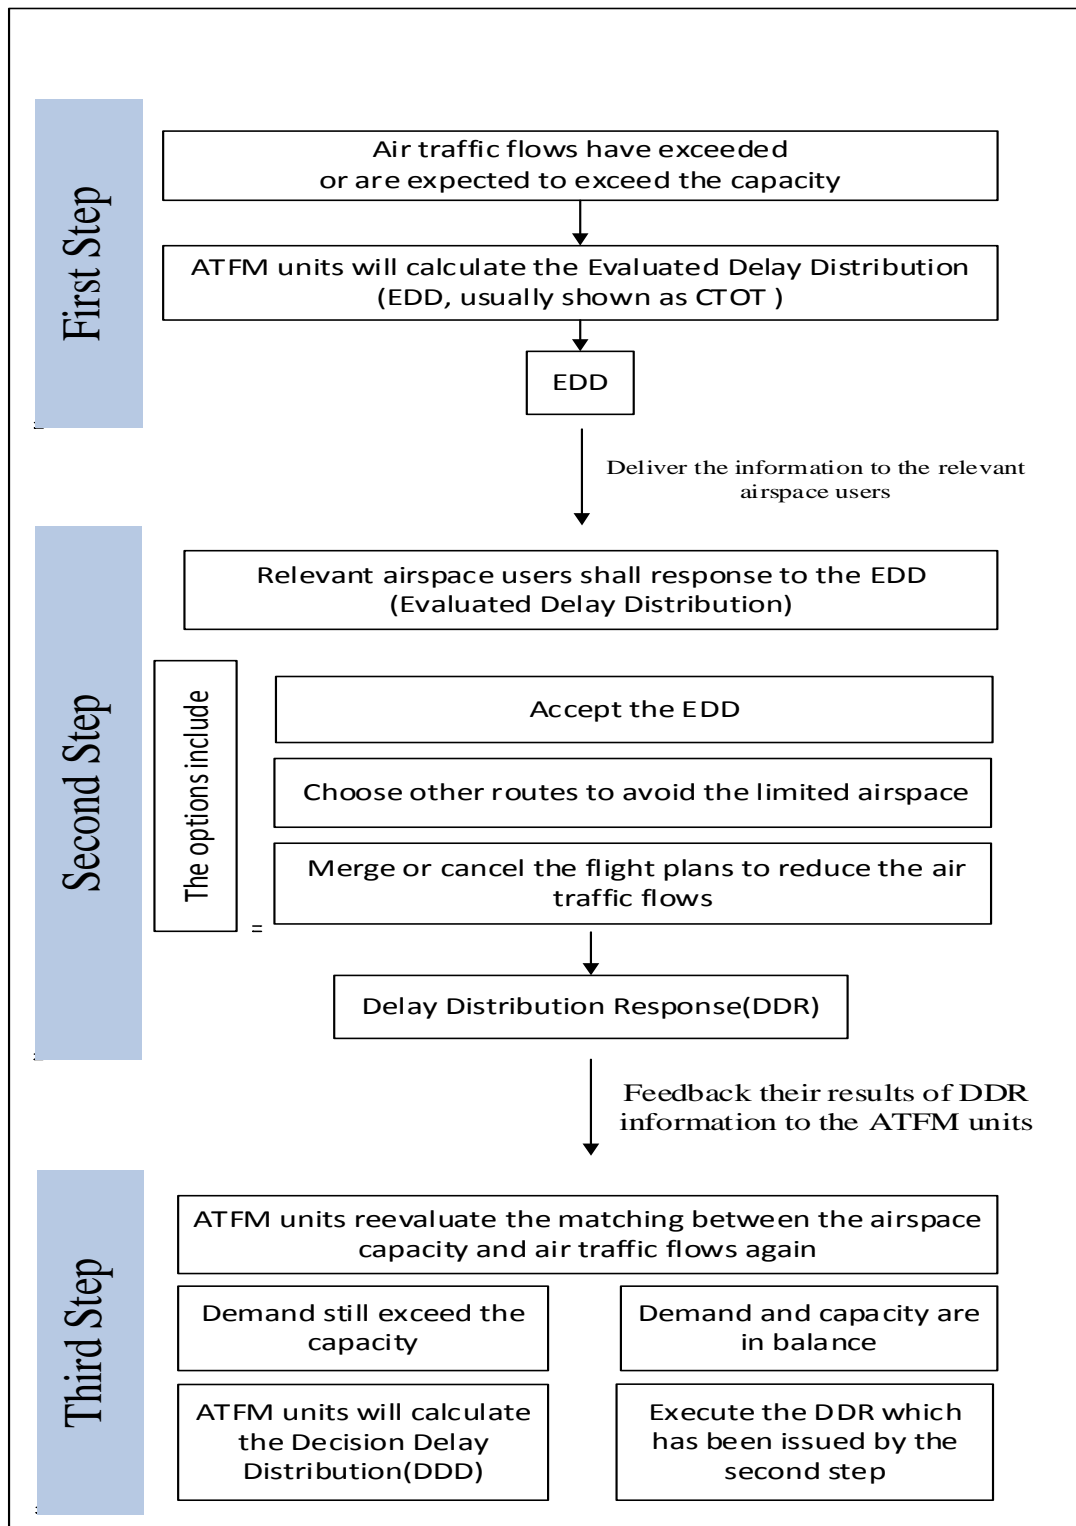 First Step
Air traffic flows have exceeded
or are expected to exceed the capacity
ATFM units will calculate the Evaluated Delay Distribution
(EDD, usually shown as CTOT )
EDD
Deliver the information to the relevant
airspace users
Second Step
Relevant airspace users shall response to the EDD
(Evaluated Delay Distribution)
The options include
Accept the EDD
Choose other routes to avoid the limited airspace
Merge or cancel the flight plans to reduce the air
traffic flows
=
Delay Distribution Response(DDR)
Feedback their results of DDR
information to the ATFM units
Third Step
ATFM units reevaluate the matching between the airspace
capacity and air traffic flows again
Demand still exceed the
capacity
Demand and capacity are
in balance
ATFM units will calculate
the Decision Delay
Distribution(DDD)
Execute the DDR which
has been issued by the
second step